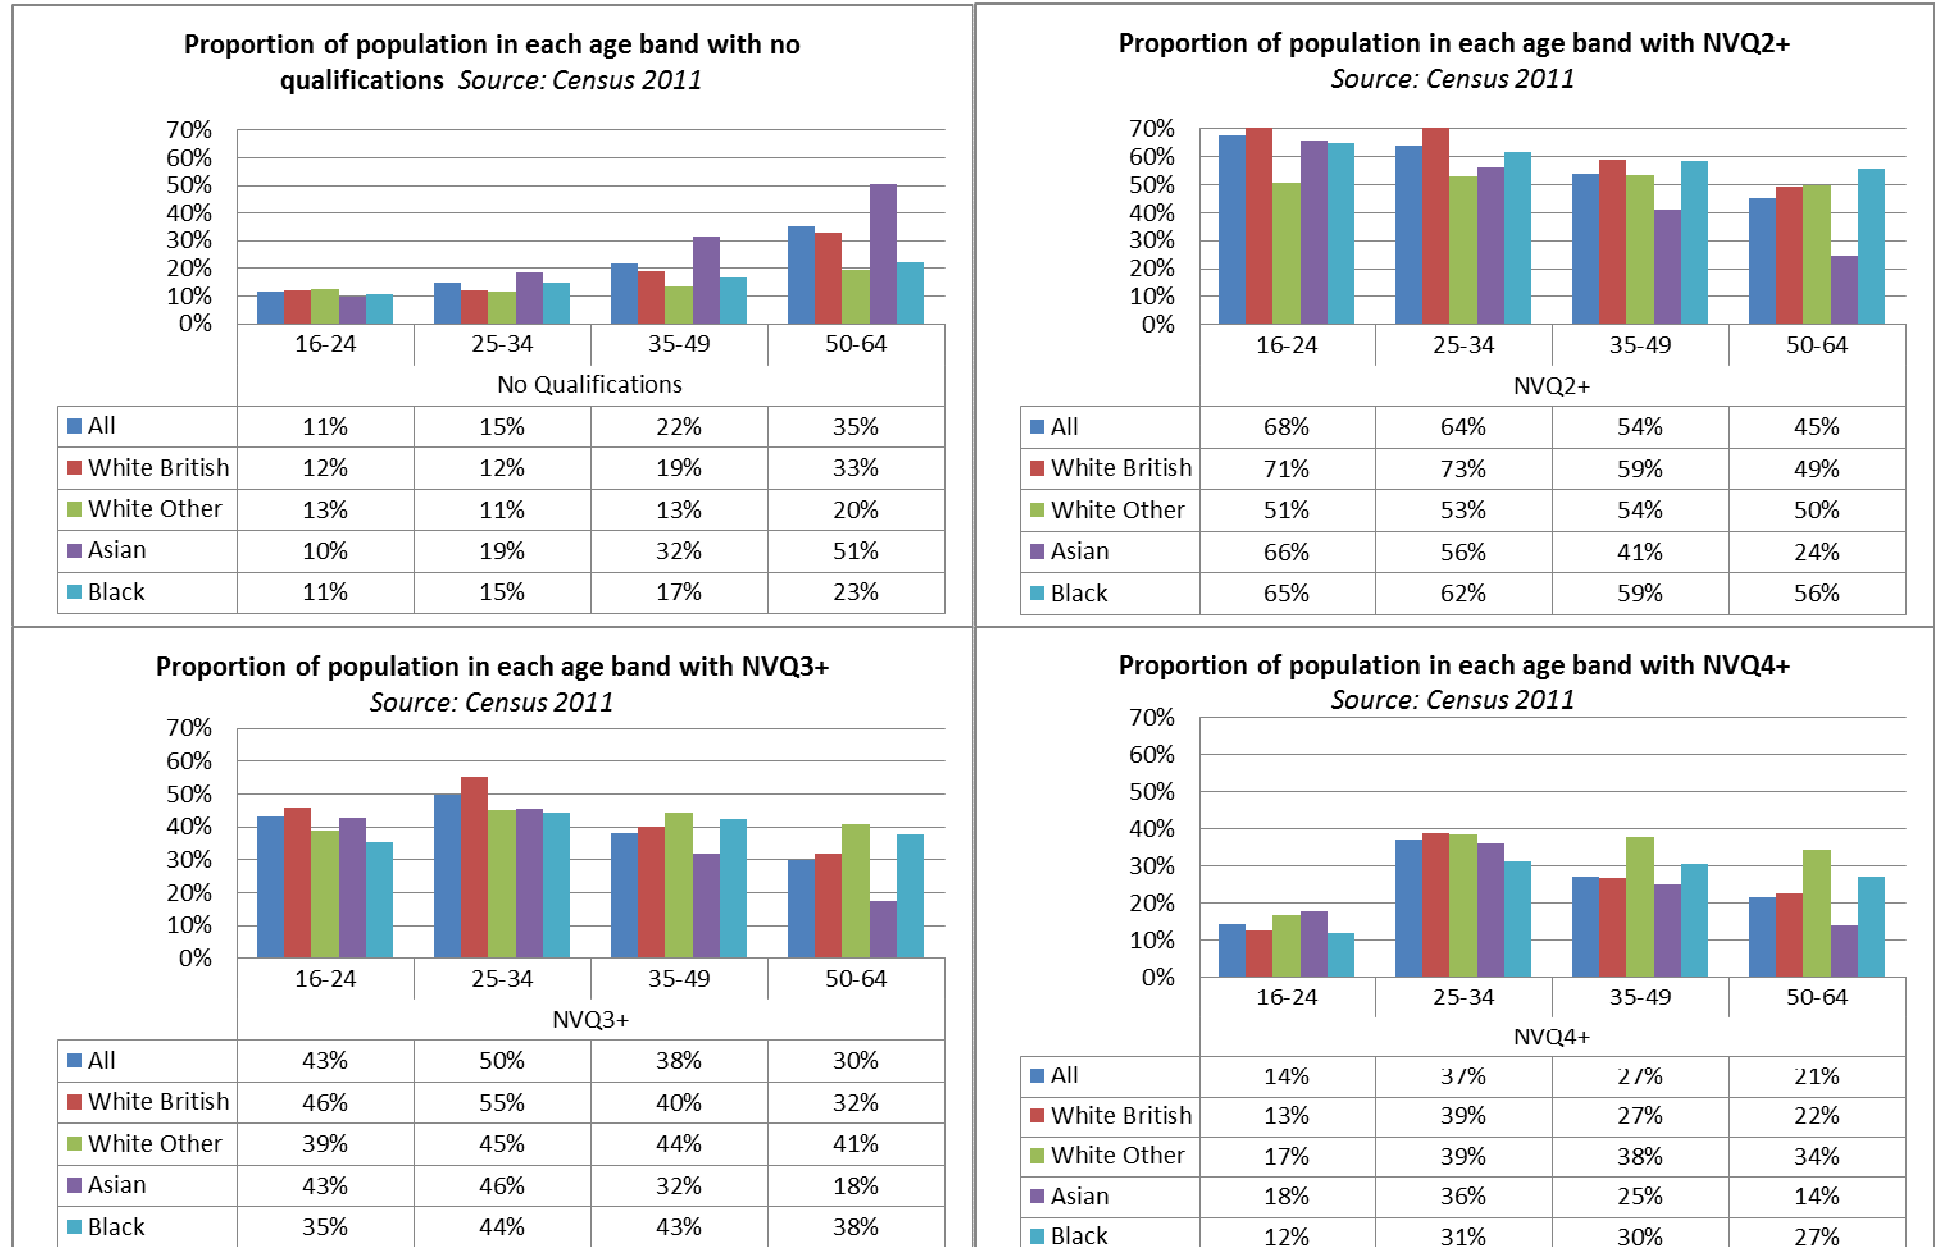 Proportion of population in each age band with no
qualifications Source: Census 2011
70%
60%
50%
40%
30%
20%
10%
0%
16-24 25-34 35-49 50-64
No Qualifications
All 11% 15% 22% 35%
White British 12% 12% 19% 33%
White Other 13% 11% 13% 20%
Asian 10% 19% 32% 51%
Black 11% 15% 17% 23%
Proportion of population in each age band with NVQ2+
Source: Census 2011
70%
60%
50%
40%
30%
20%
10%
0%
16-24 25-34 35-49 50-64
NVQ2+
All 68% 64% 54% 45%
White British 71% 73% 59% 49%
White Other 51% 53% 54% 50%
Asian 66% 56% 41% 24%
Black 65% 62% 59% 56%
Proportion of population in each age band with NVQ3+
Source: Census 2011
70%
60%
50%
40%
30%
20%
10%
0%
16-24 25-34 35-49 50-64
NVQ3+
All 43% 50% 38% 30%
White British 46% 55% 40% 32%
White Other 39% 45% 44% 41%
Asian 43% 46% 32% 18%
Black 35% 44% 43% 38%
Proportion of population in each age band with NVQ4+
Source: Census 2011
70%
60%
50%
40%
30%
20%
10%
0%
16-24 25-34 35-49 50-64
NVQ4+
All 14% 37% 27% 21%
White British 13% 39% 27% 22%
White Other 17% 39% 38% 34%
Asian 18% 36% 25% 14%
Black 12% 31% 30% 27%